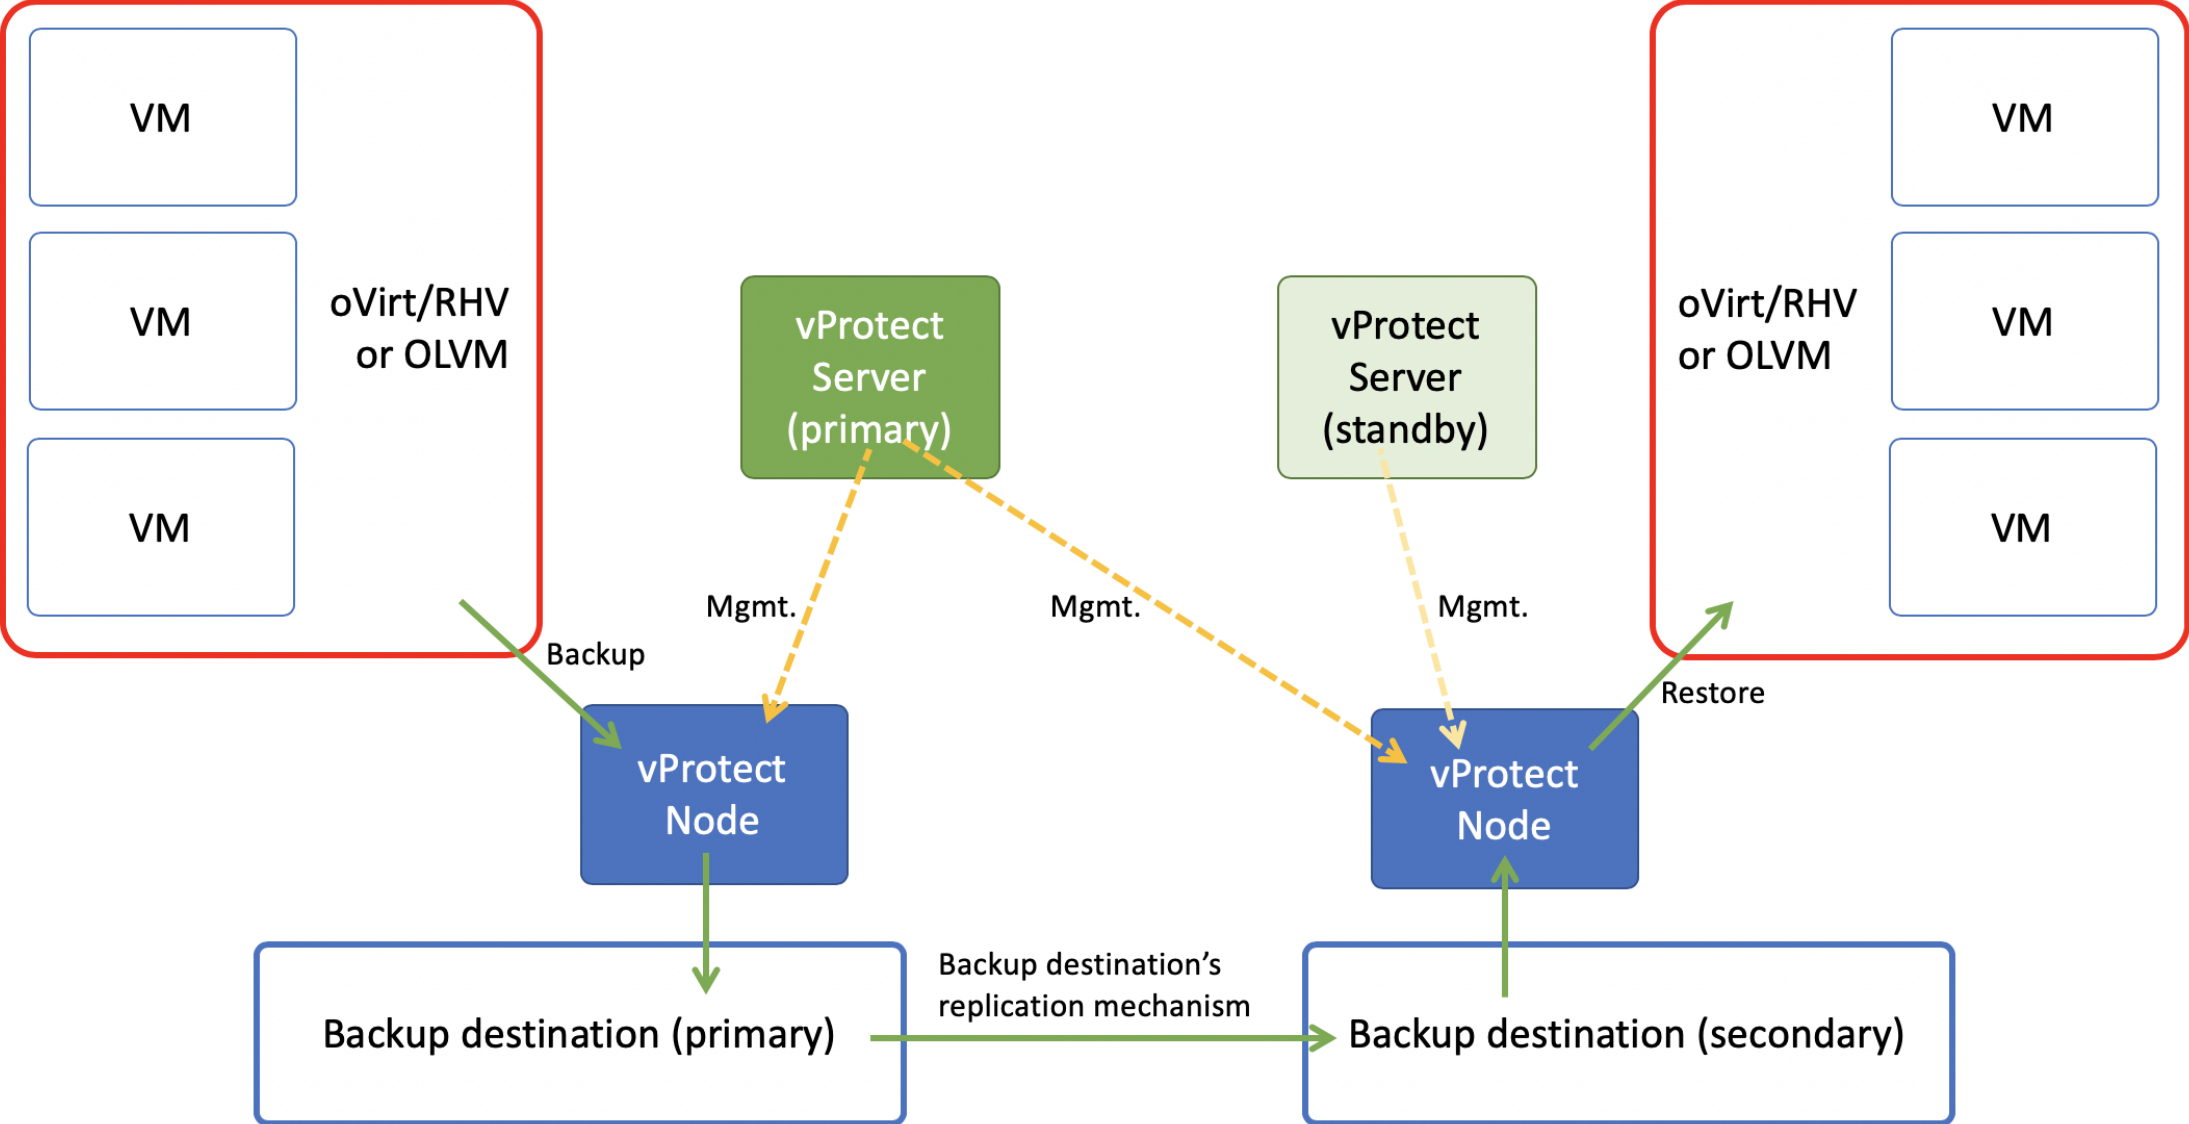 VM
VM
VM
oVirt/RHV
or OLVM
vProtect
Server
(primary)
vProtect
Server
(standby)
oVirt/RHV
or OLVM
VM
VM
VM
Mgmt.
Mgmt.
Mgmt.
Backup
Restore
vProtect
Node
vProtect
Node
Backup destination’s
replication mechanism
Backup destination (primary)
Backup destination (secondary)